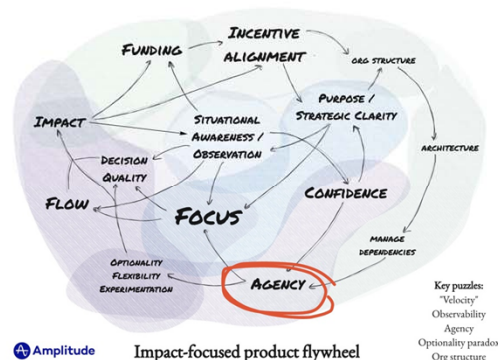 INCENTIVE
ALIGNMENT
FUNDING
ORG STRUCTURE
PURPOSE /
STRATEGIC CLARITY
IMPACT
SITUATIONAL
AWARENESS /
OBSERVATION
ARCHITECTURE
DECISION
QUALITY
CONFIDENCE
FLOW
FOCUS
MANAGE
DEPENDENCIES
OPTIONALITY
FLEXIBILITY
EXPERIMENTATION
AGENCY
Key puzzles:
"Velocity"
Observability
Agency
Optionality paradox
Org structure
Amplitude
Impact-focused product flywheel